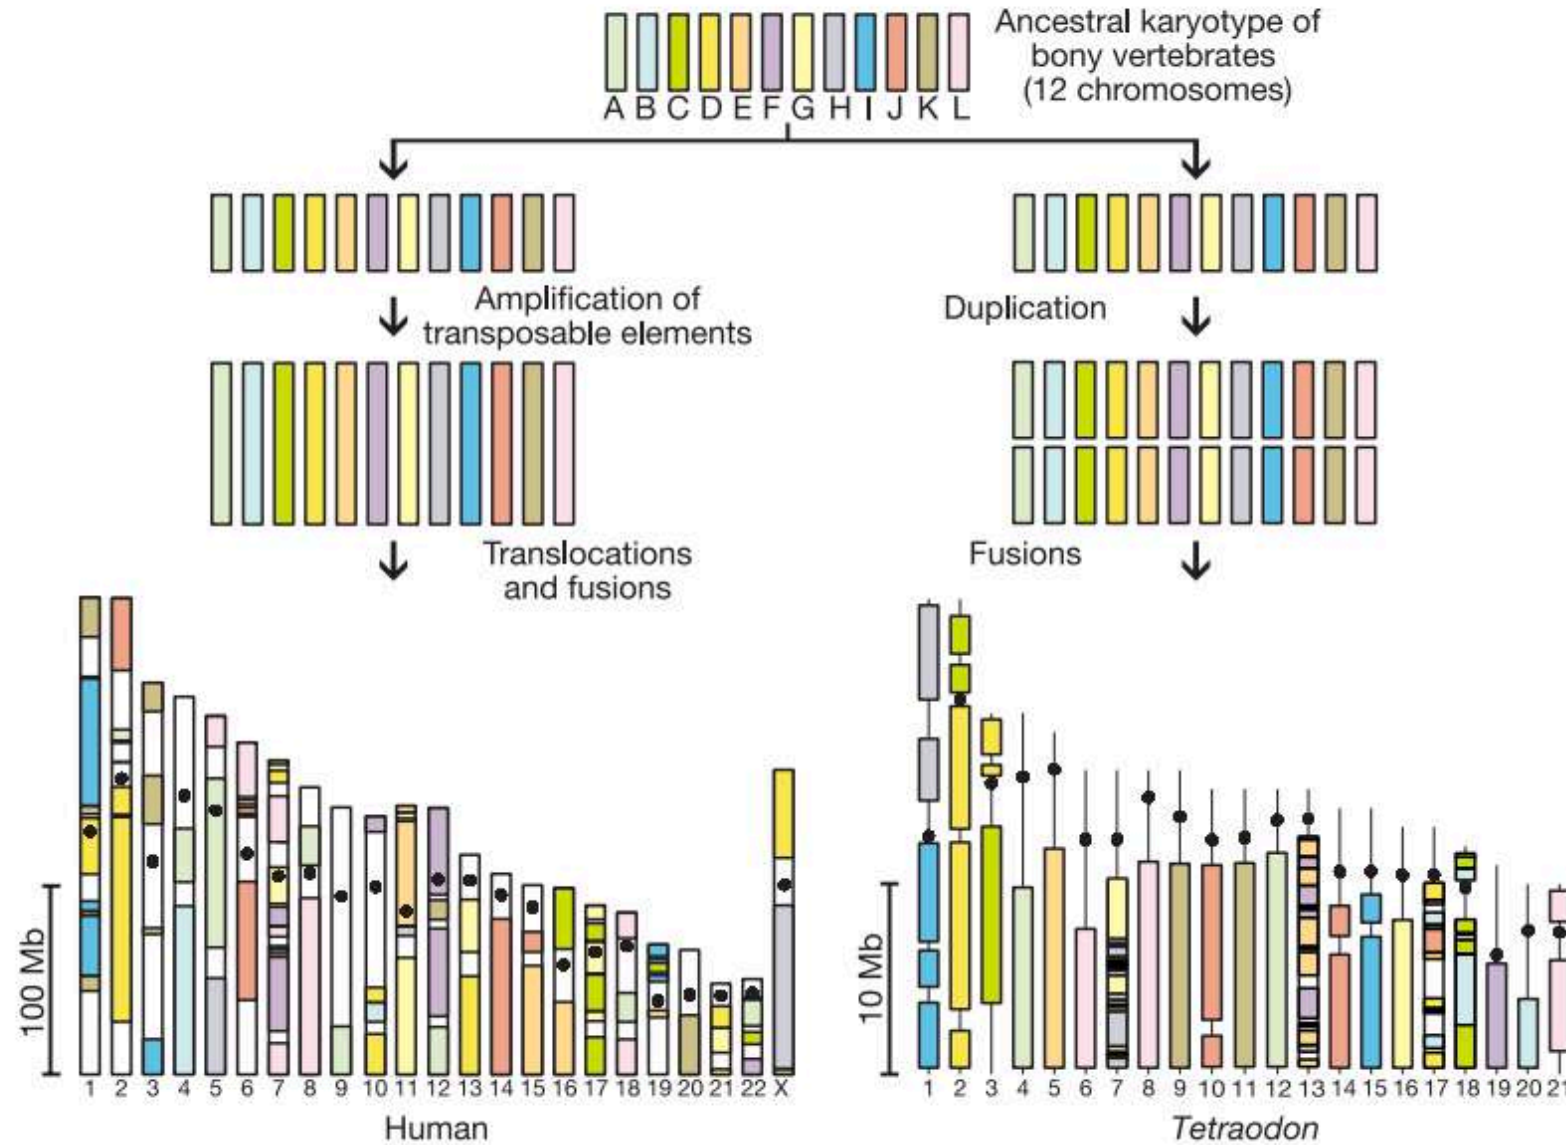 Ancestral karyotype of
bony vertebrates
(12 chromosomes)
A B C D E F G H I J K L
Amplification of
transposable elements
Duplication
Translocations
and fusions
Fusions
100 Mb
10 Mb
1 2 3 4 5 6 7 8 9 10 11 12 13 14 15 16 17 18 19 20 21 22 X
1 2 3 4 5 6 7 8 9 10 11 12 13 14 15 16 17 18 19 20 21
Human
Tetraodon